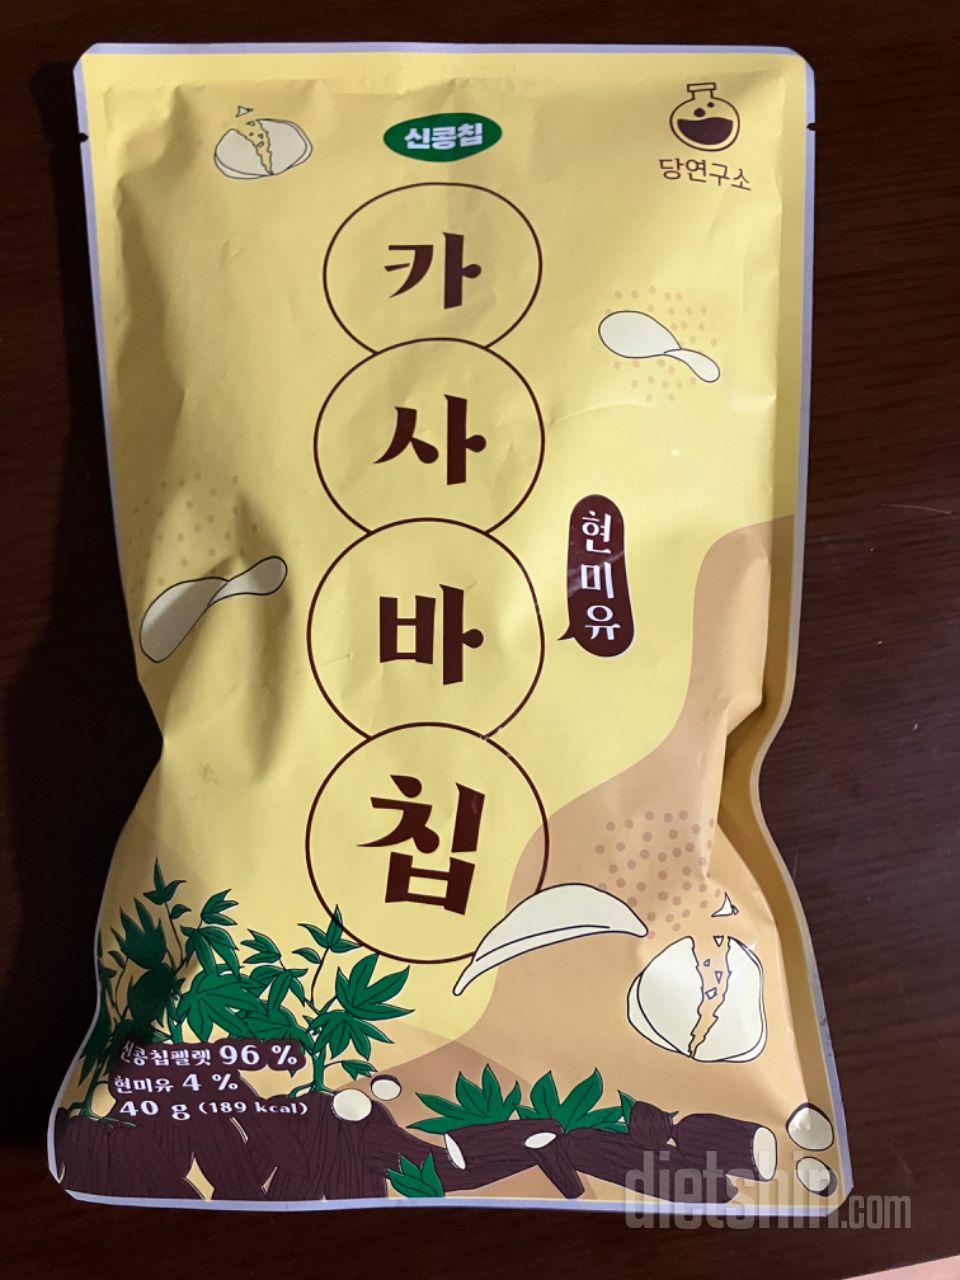 신콩칩
당연구소
카
사
바
칩
현미유
신콩칩펠렛 96 %
현미유 4 %
40 g (189 kcal)
dietshin.com